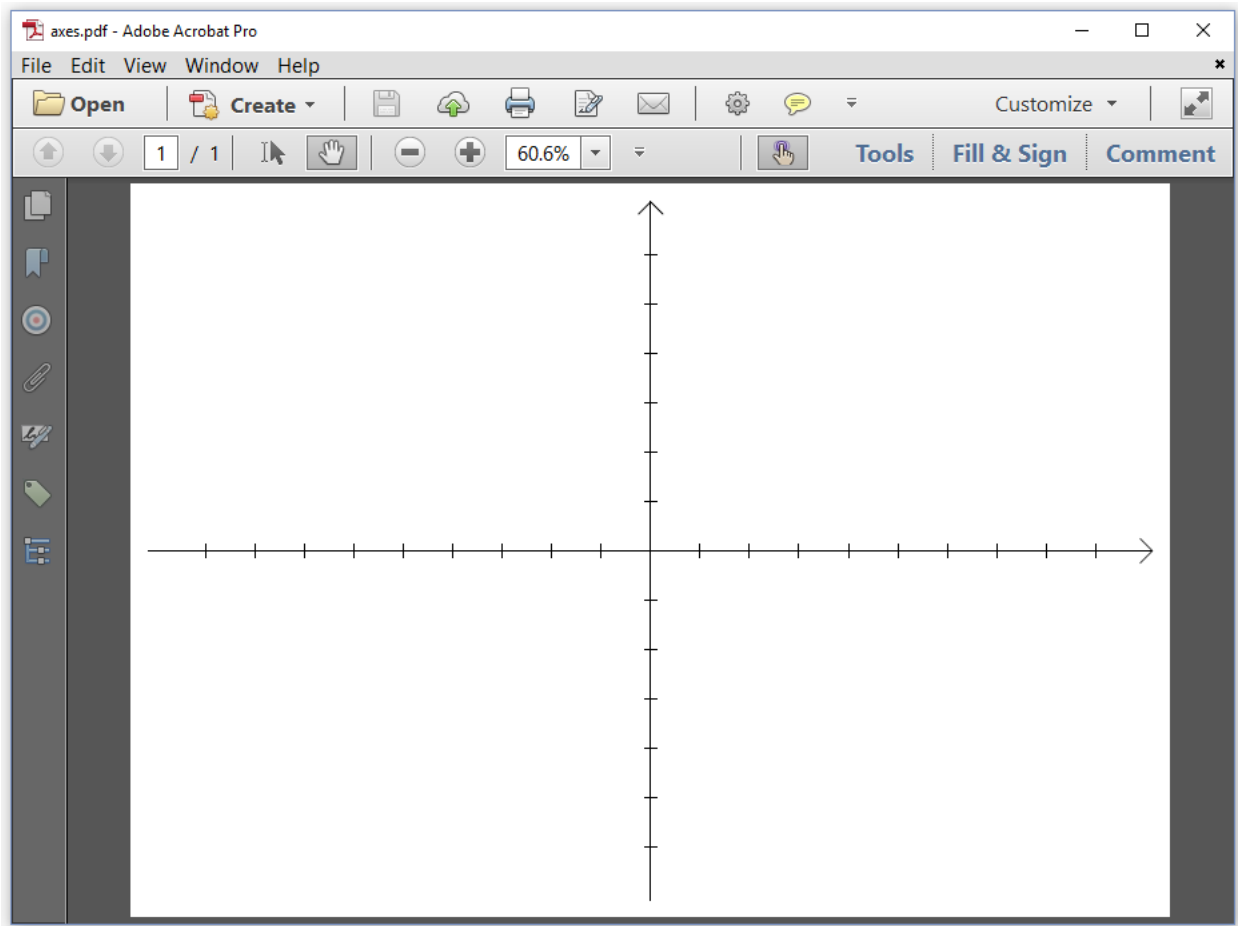 axes.pdf - Adobe Acrobat Pro
File Edit View Window Help
Open Create Customize
1 / 1 60.6% Tools Fill & Sign Comment